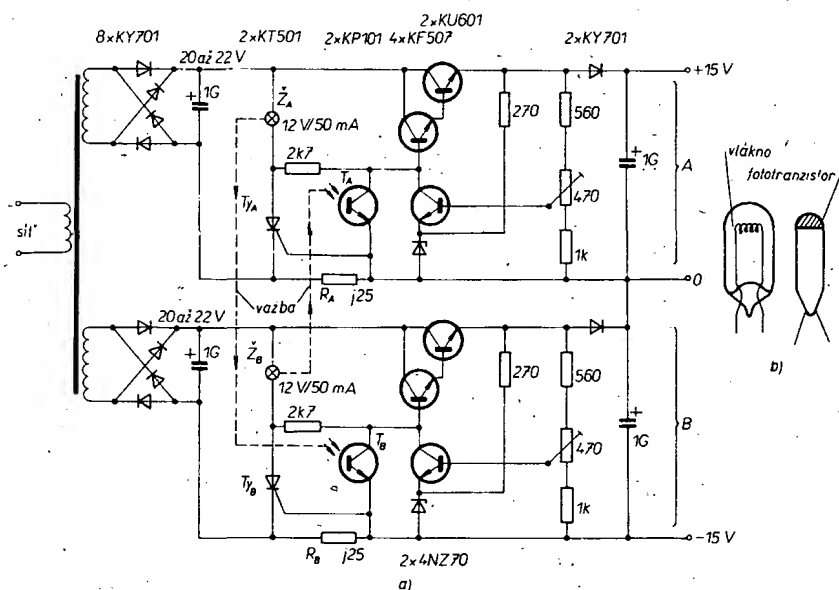 2×KU601
8×KY701 2×KT501 2×KP101 4×KF507 2×KY701
20 až 22 V
+15 V
+ 1G
Ž_A
12 V/50 mA
270
560
2k7
T_A
+ 1G
A
vlákno
fototranzistor
Ty_A
470
síť
1k
0
vazba
R_A j25
b)
20 až 22 V
+ 1G
Ž_B
12 V/50 mA
270
560
2k7
T_B
+ 1G
B
Ty_B
470
1k
R_B j25
-15 V
2×4NZ70
a)